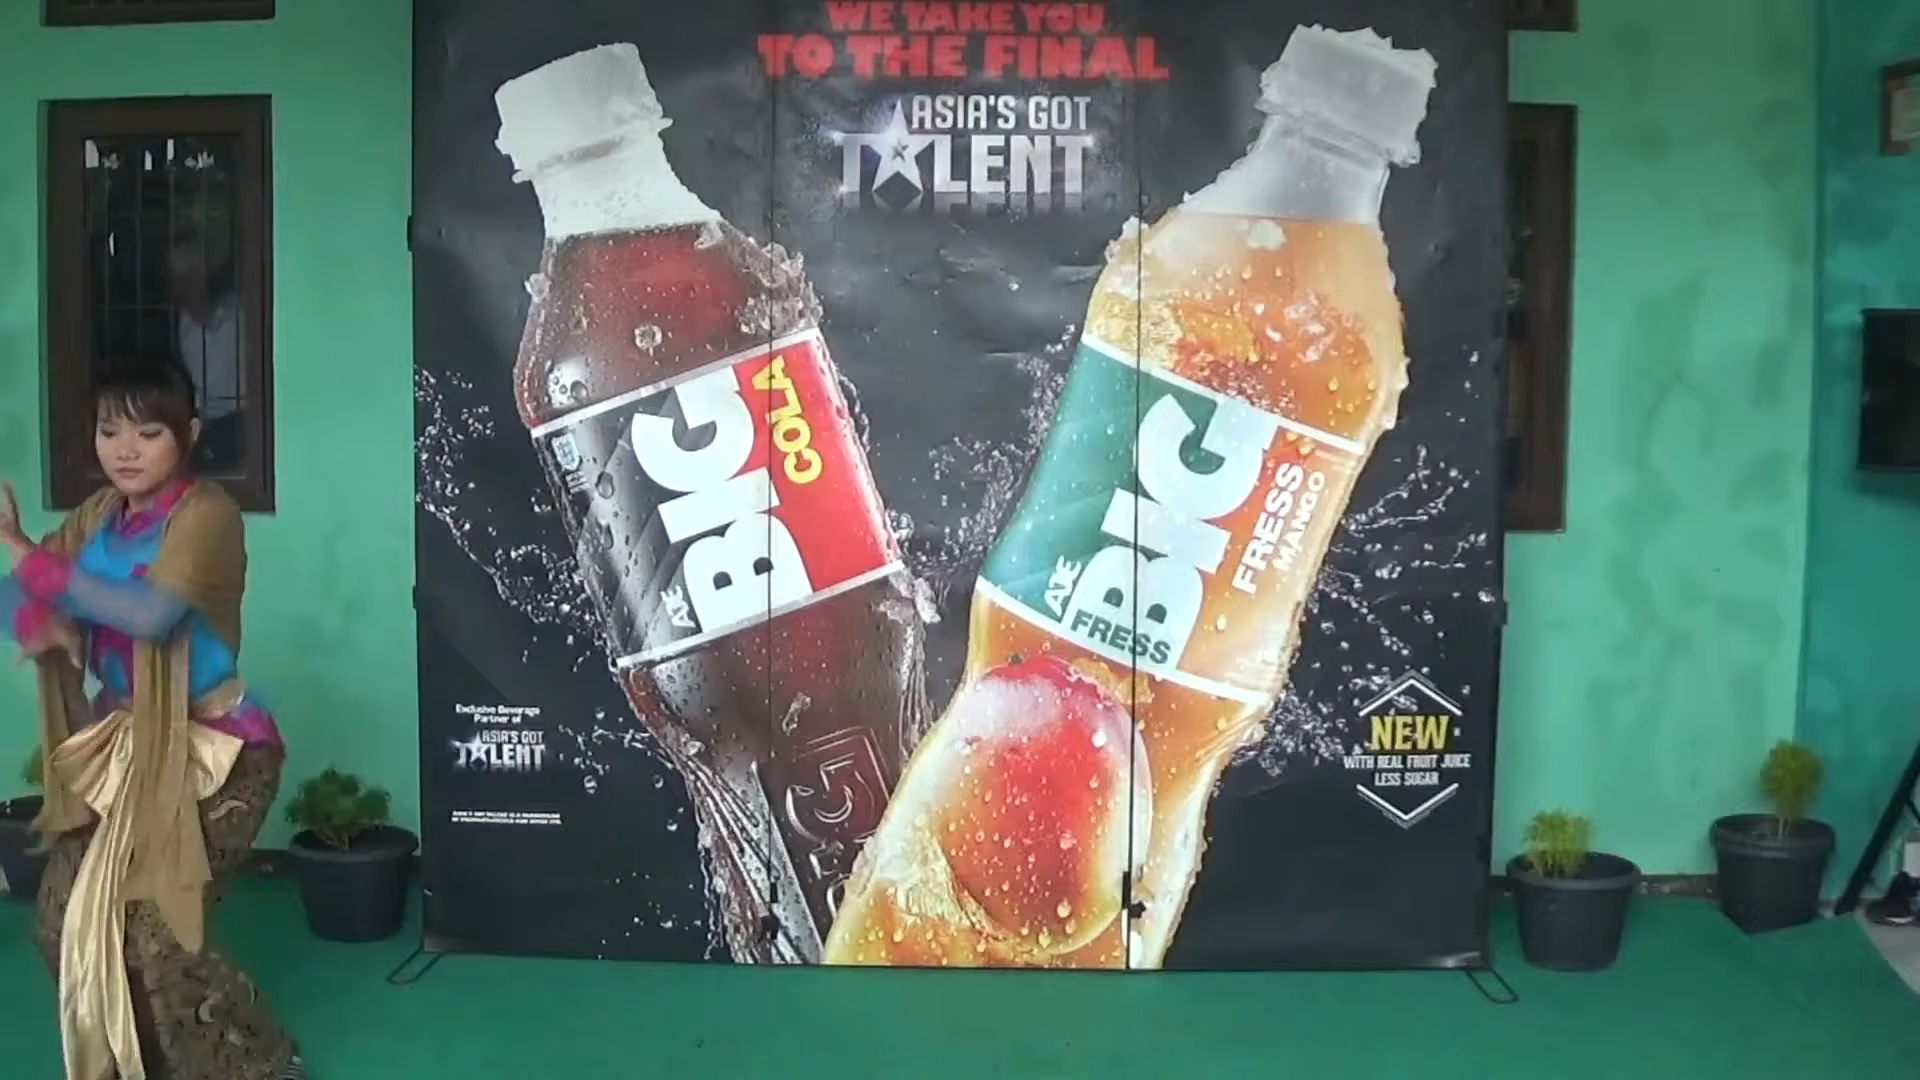 WE TAKE YOU
TO THE FINAL
ASIA'S GOT
TALENT
AJE BIG COLA
AJE BIG FRESS MANGO
FRESS
BIG
Exclusive Beverage
Partner of
ASIA'S GOT
TALENT
NEW
WITH REAL FRUIT JUICE
LESS SUGAR